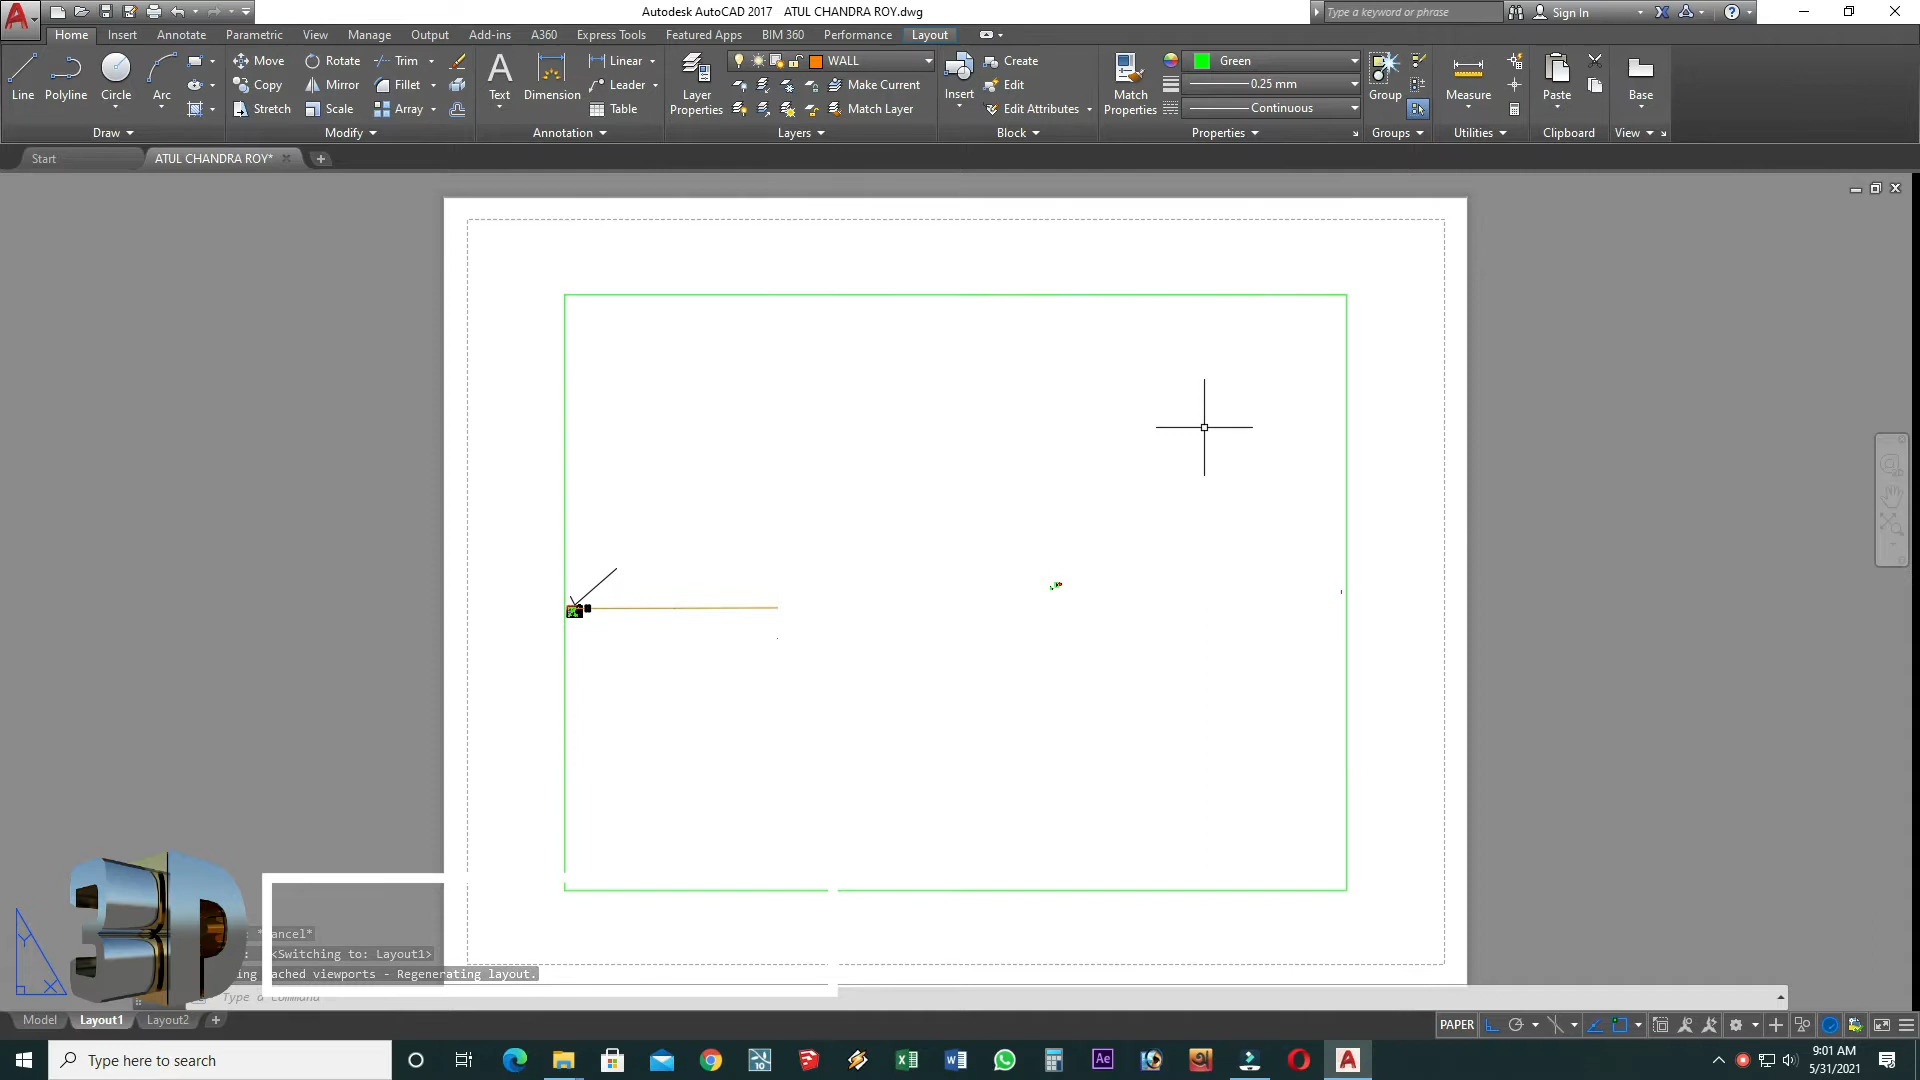 Autodesk AutoCAD 2017 ATUL CHANDRA ROY.dwg
Type a keyword or phrase
Sign In
Home Insert Annotate Parametric View Manage Output Add-ins A360 Express Tools Featured Apps BIM 360 Performance Layout
Line Polyline Circle Arc
Move Rotate Trim
Copy Mirror Fillet
Stretch Scale Array
Text Dimension
Linear
Leader
Table
Layer Properties
WALL
Make Current
Match Layer
Insert
Create
Edit
Edit Attributes
Match Properties
Green
0.25 mm
Continuous
Group
Measure
Paste
Base
Draw Modify Annotation Layers Block Properties Groups Utilities Clipboard View
Start ATUL CHANDRA ROY*
3D
Y
X
<Switching to: Layout1>
Regenerating layout.
Model Layout1 Layout2
PAPER
Type here to search
10
Ae
9:01 AM
5/31/2021